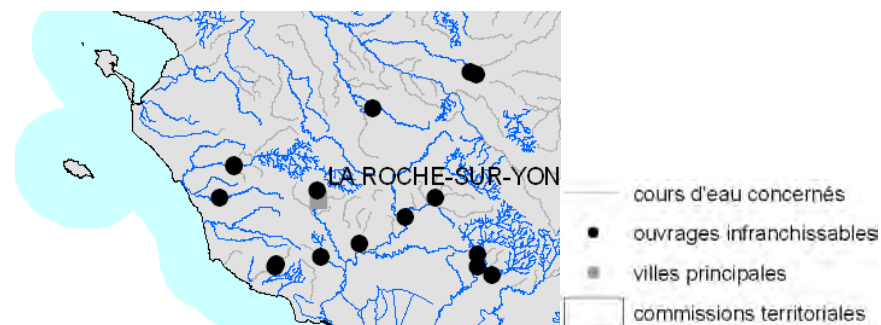 LA ROCHE-SUR-YON
cours d'eau concernés
ouvrages infranchissables
villes principales
commissions territoriales